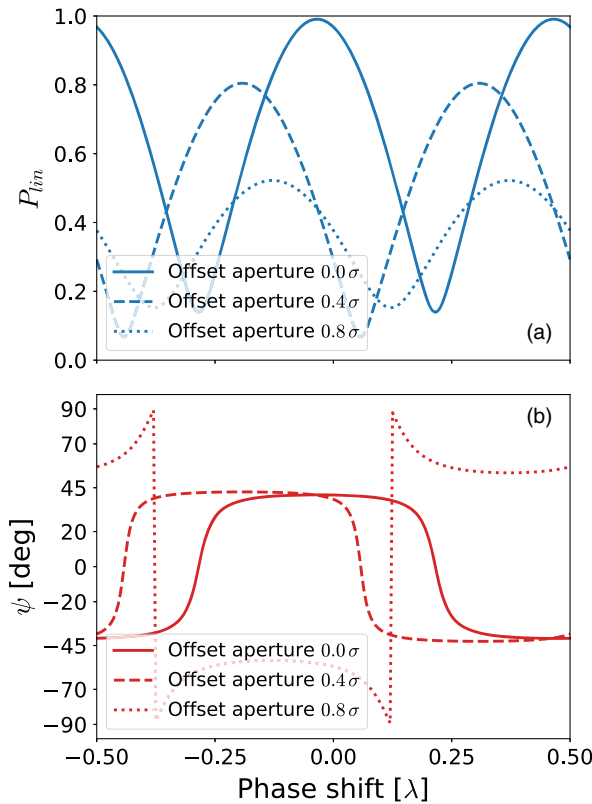 1.0
0.8
0.6
0.4
0.2
0.0
P_lin
Offset aperture 0.0 σ
Offset aperture 0.4 σ
Offset aperture 0.8 σ
(a)
90
70
45
20
0
−20
−45
−70
−90
ψ [deg]
(b)
Offset aperture 0.0 σ
Offset aperture 0.4 σ
Offset aperture 0.8 σ
−0.50 −0.25 0.00 0.25 0.50
Phase shift [λ]